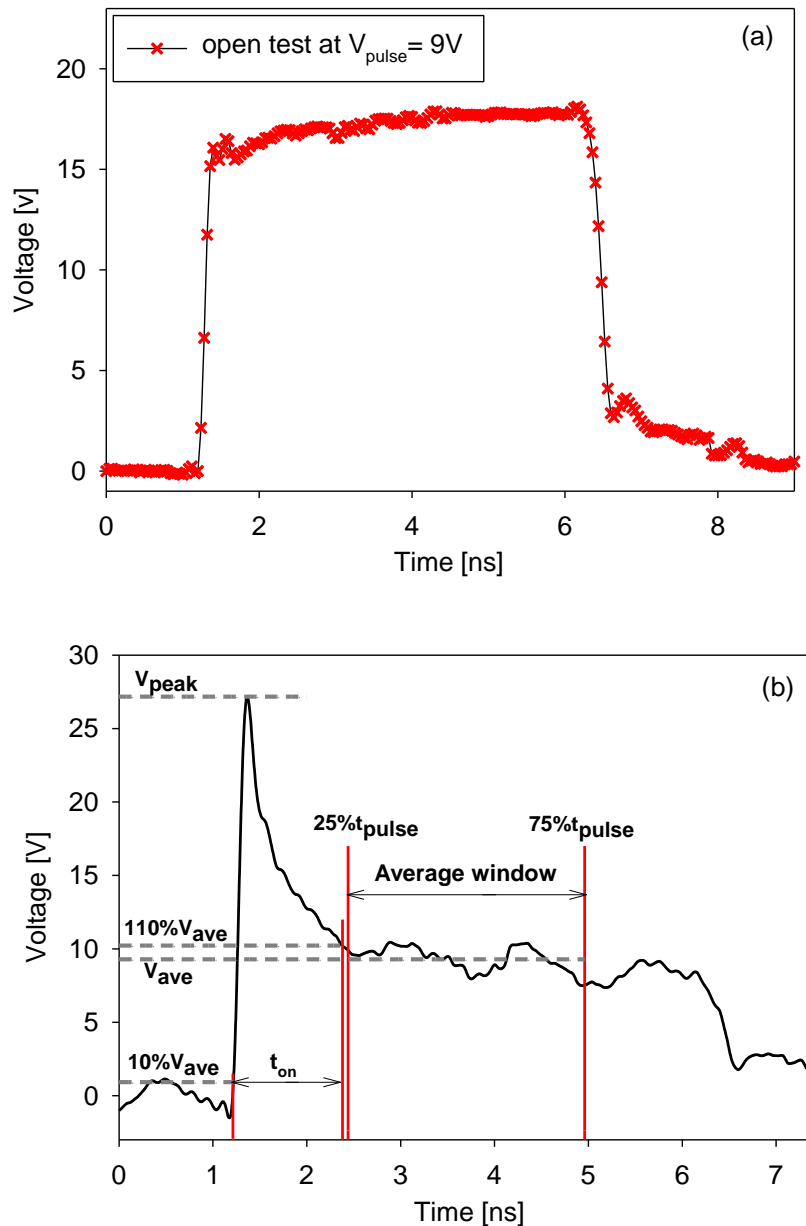 (a)
open test at Vpulse= 9V
20
15
10
5
0
Voltage [v]
0 2 4 6 8
Time [ns]
(b)
30
25
20
15
10
5
0
Voltage [V]
Vpeak
25%tpulse 75%tpulse
Average window
110%Vave
Vave
10%Vave
ton
0 1 2 3 4 5 6 7
Time [ns]